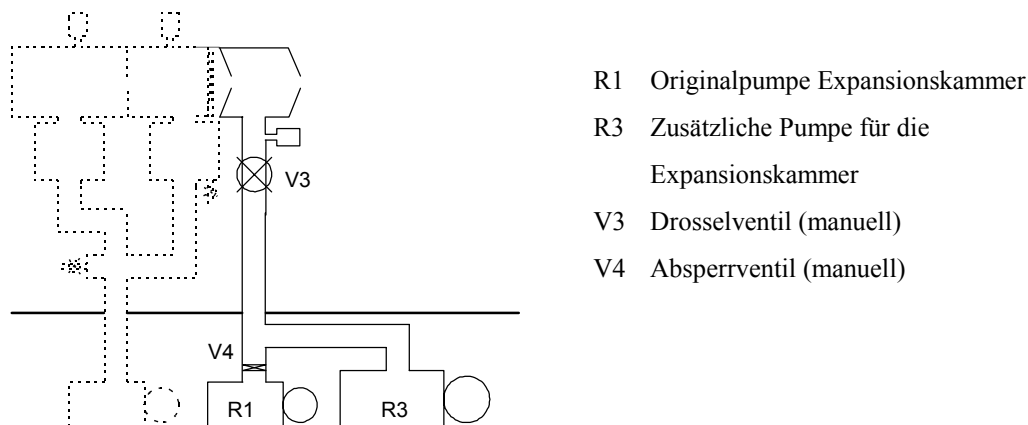 V3
V4
R1
R3
R1 Originalpumpe Expansionskammer
R3 Zusätzliche Pumpe für die
Expansionskammer
V3 Drosselventil (manuell)
V4 Absperrventil (manuell)